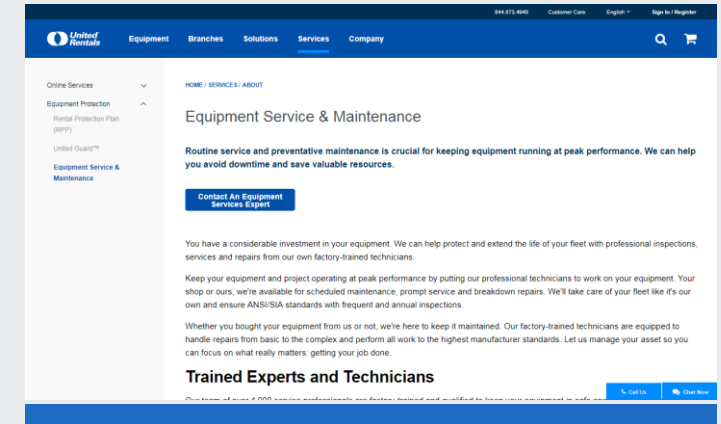 844.873.4948 Customer Care English Sign In / Register
United Rentals Equipment Branches Solutions Services Company
Online Services
Equipment Protection
Rental Protection Plan
(RPP)
United Guard™
Equipment Service &
Maintenance
HOME / SERVICES / ABOUT
Equipment Service & Maintenance
Routine service and preventative maintenance is crucial for keeping equipment running at peak performance. We can help
you avoid downtime and save valuable resources.
Contact An Equipment
Services Expert
You have a considerable investment in your equipment. We can help protect and extend the life of your fleet with professional inspections,
services and repairs from our own factory-trained technicians.
Keep your equipment and project operating at peak performance by putting our professional technicians to work on your equipment. Your
shop or ours, we're available for scheduled maintenance, prompt service and breakdown repairs. We'll take care of your fleet like it's our
own and ensure ANSI/SIA standards with frequent and annual inspections.
Whether you bought your equipment from us or not, we're here to keep it maintained. Our factory-trained technicians are equipped to
handle repairs from basic to the complex and perform all work to the highest manufacturer standards. Let us manage your asset so you
can focus on what really matters: getting your job done.
Trained Experts and Technicians
Call Us Chat Now